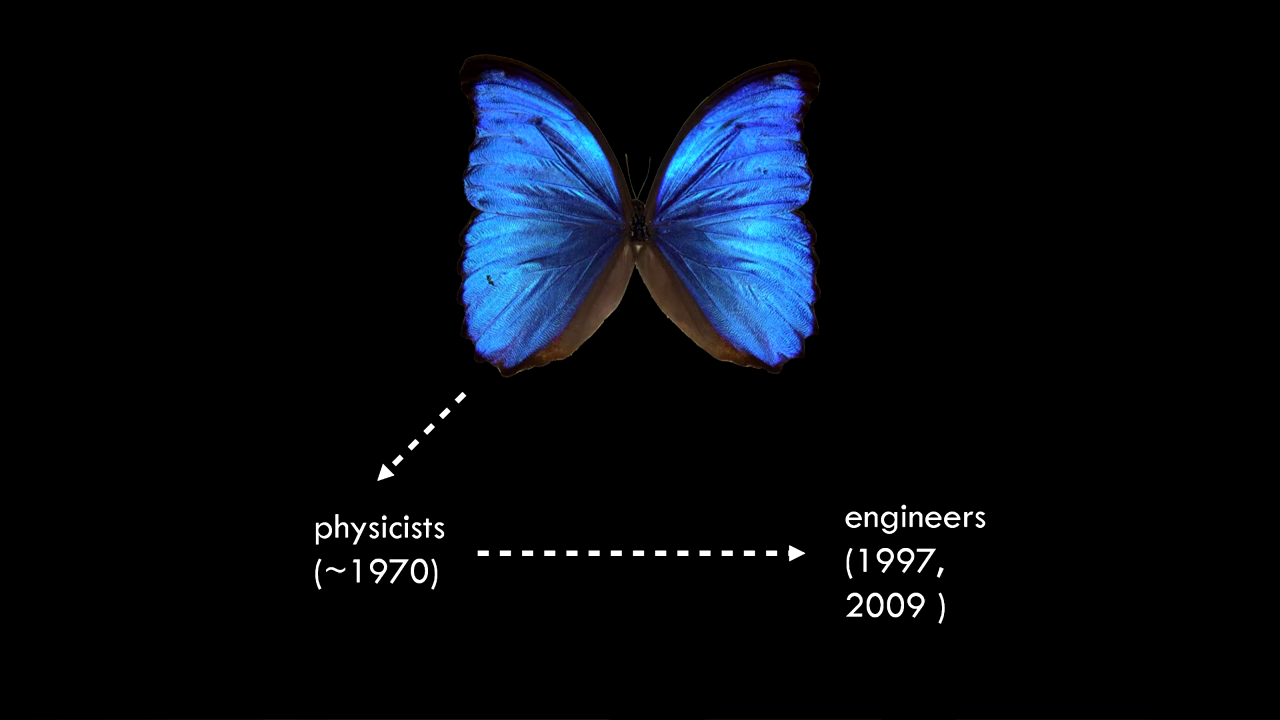 physicists
(~1970)
engineers
(1997,
2009 )